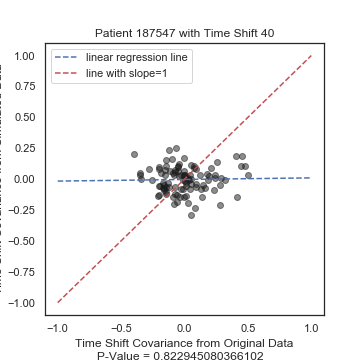 Patient 187547 with Time Shift 40
linear regression line
line with slope=1
1.00
0.75
0.50
0.25
0.00
−0.25
−0.50
−0.75
−1.00
−1.0
−0.5
0.0
0.5
1.0
Time Shift Covariance from Original Data
P-Value = 0.822945080366102